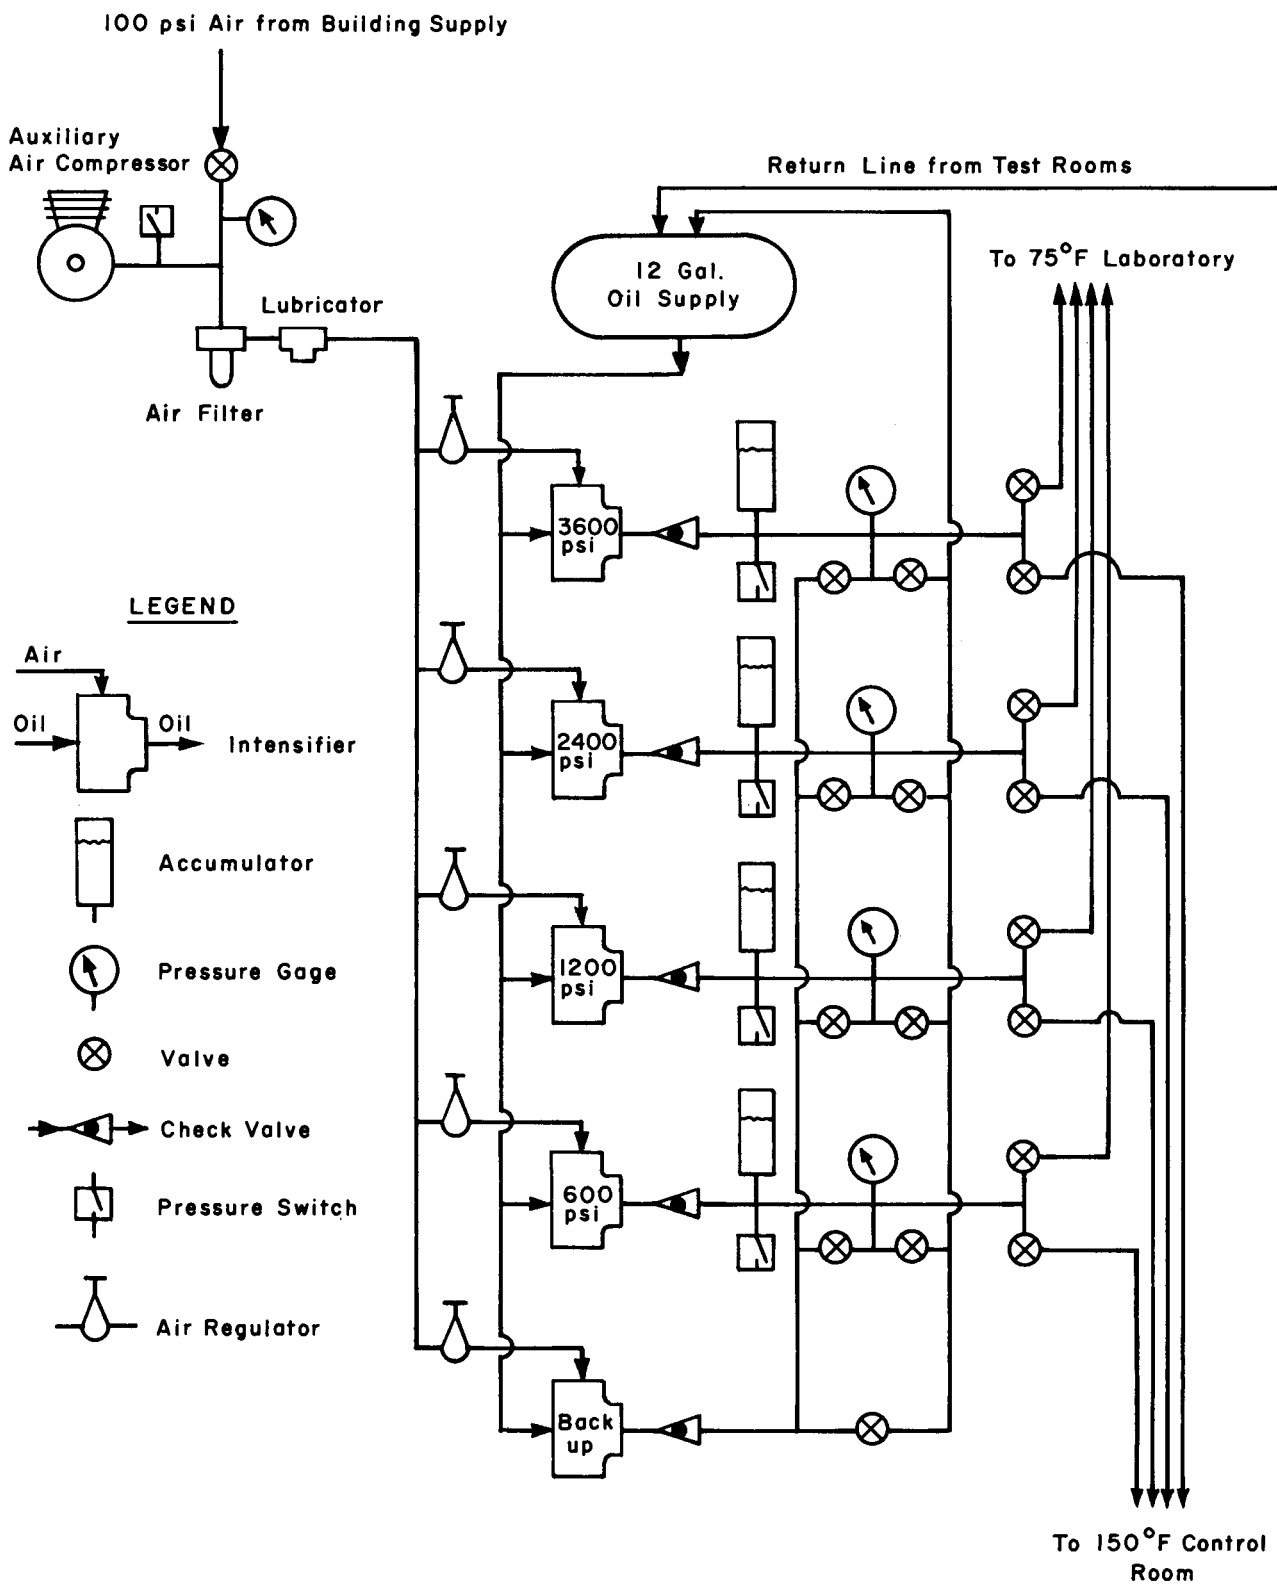 100 psi Air from Building Supply
Auxiliary
Air Compressor
Return Line from Test Rooms
12 Gal.
Oil Supply
To 75°F Laboratory
Lubricator
Air Filter
3600
psi
LEGEND
Air
Oil
Oil
Intensifier
2400
psi
Accumulator
Pressure Gage
1200
psi
Valve
Check Valve
Pressure Switch
600
psi
Air Regulator
Back
up
To 150°F Control
Room